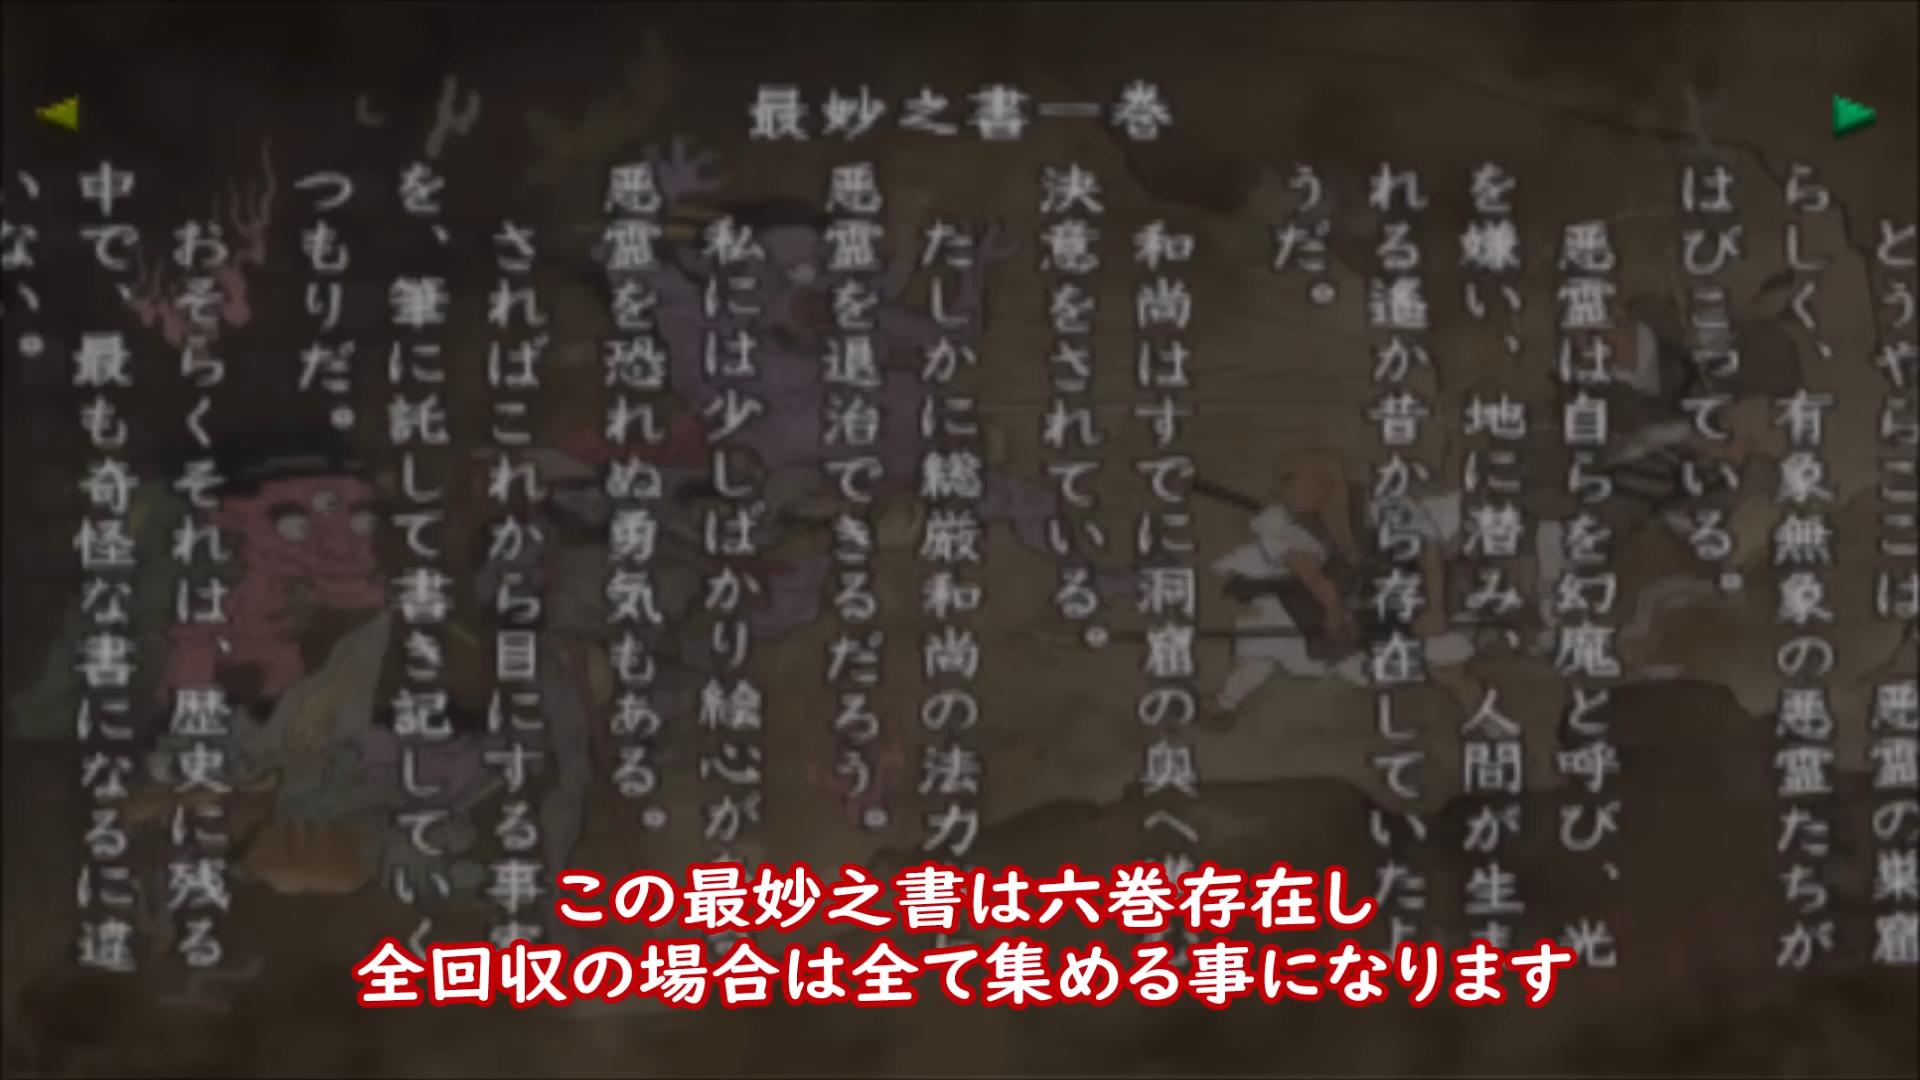 最妙之書一巻
どうやらここは、悪霊の巣窟
らしく、有象無象の悪霊たちが
はびこっている。
悪霊は自らを幻魔と呼び、光
を嫌い、地に潜み、人間が生ま
れる遙か昔から存在していたよ
うだ。
和尚はすでに洞窟の奥へ
決意をされている。
たしかに総厳和尚の法力
悪霊を退治できるだろう。
私には少しばかり絵心が
悪霊を恐れぬ勇気もある。
さればこれから目にする事実
を、筆に託して書き記していく
つもりだ。
おそらくそれは、歴史に残る
中で、最も奇怪な書になるに違
いない。
この最妙之書は六巻存在し
全回収の場合は全て集める事になります